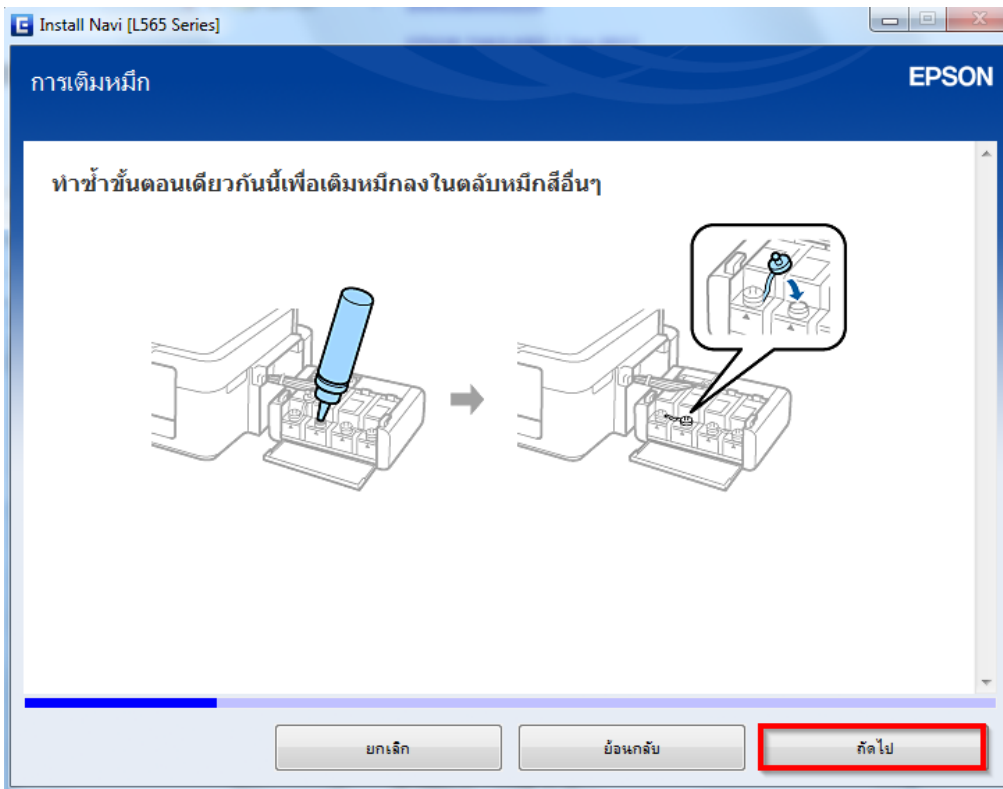 Install Navi [L565 Series]
การเติมหมึก
EPSON
ทำซ้ำขั้นตอนเดียวกันนี้เพื่อเติมหมึกลงในตลับหมึกสีอื่นๆ
ยกเลิก
ย้อนกลับ
ถัดไป